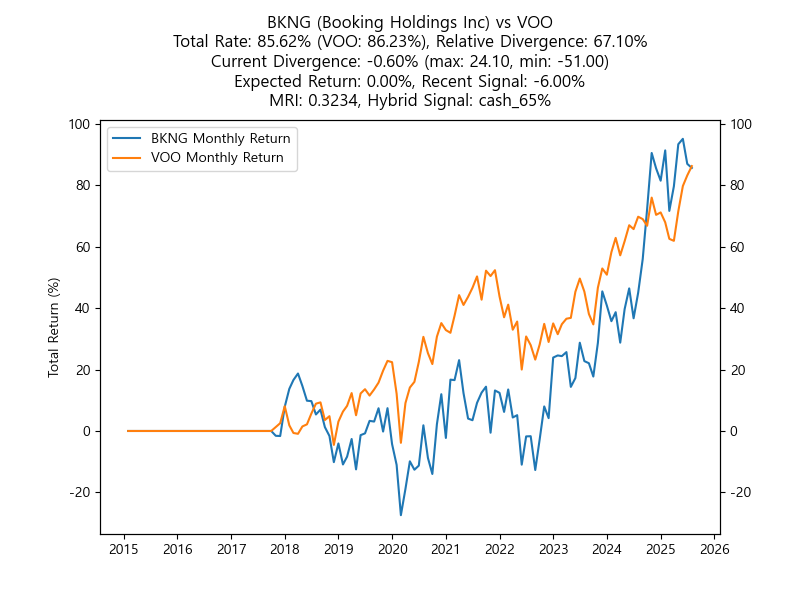 BKNG (Booking Holdings Inc) vs VOO
Total Rate: 85.62% (VOO: 86.23%), Relative Divergence: 67.10%
Current Divergence: -0.60% (max: 24.10, min: -51.00)
Expected Return: 0.00%, Recent Signal: -6.00%
MRI: 0.3234, Hybrid Signal: cash_65%
BKNG Monthly Return
VOO Monthly Return
Total Return (%)
100
80
60
40
20
0
-20
100
80
60
40
20
0
-20
2015 2016 2017 2018 2019 2020 2021 2022 2023 2024 2025 2026